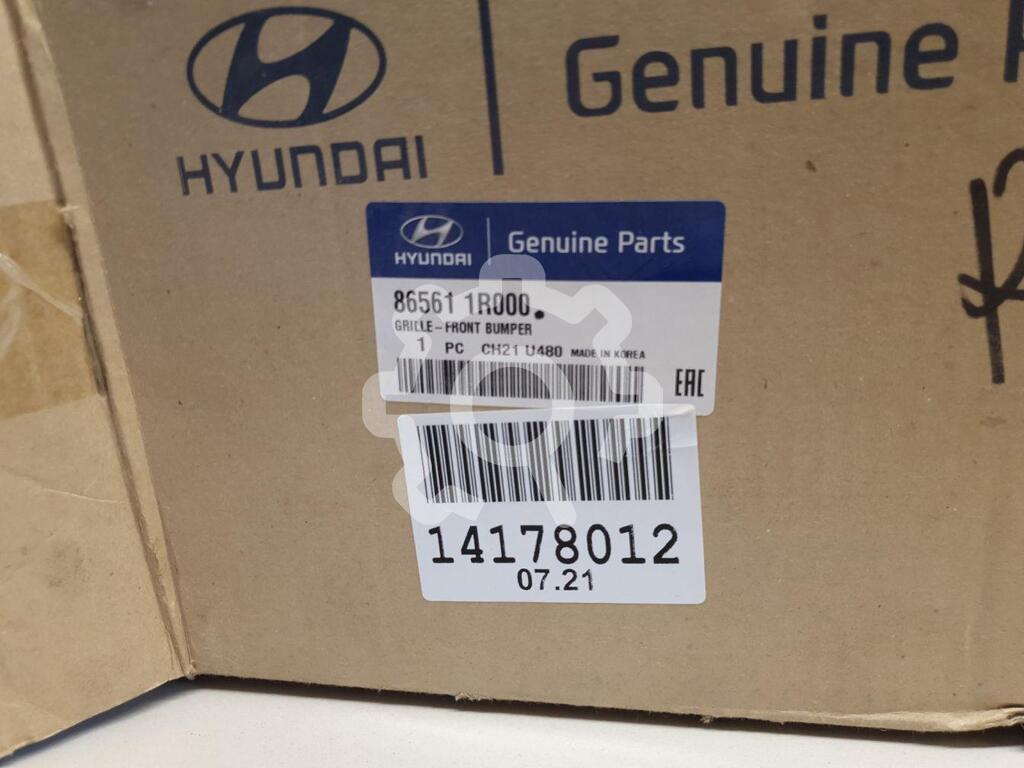 HYUNDAI
Genuine
HYUNDAI
Genuine Parts
86561 1R000.
GRILLE-FRONT BUMPER
1 PC CH21 U480 MADE IN KOREA
EAC
14178012
07.21